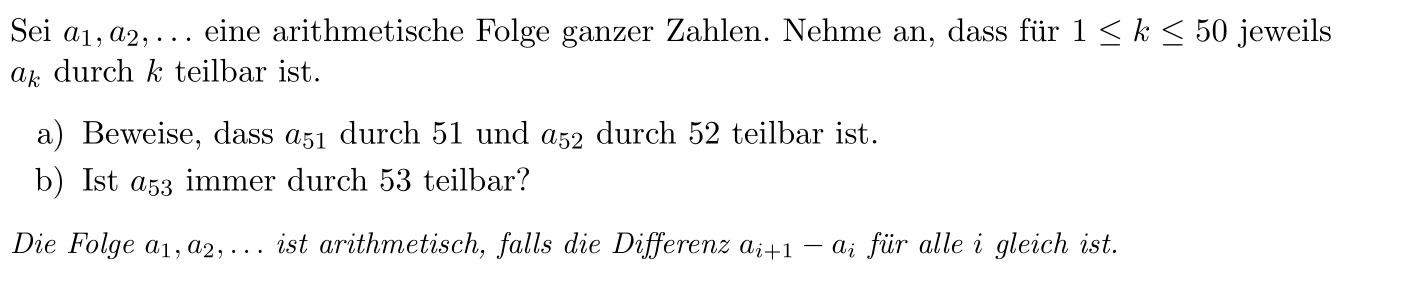 Sei a₁, a₂, . . . eine arithmetische Folge ganzer Zahlen. Nehme an, dass für 1 ≤ k ≤ 50 jeweils
aₖ durch k teilbar ist.
a) Beweise, dass a₅₁ durch 51 und a₅₂ durch 52 teilbar ist.
b) Ist a₅₃ immer durch 53 teilbar?
Die Folge a₁, a₂, . . . ist arithmetisch, falls die Differenz aᵢ₊₁ − aᵢ für alle i gleich ist.